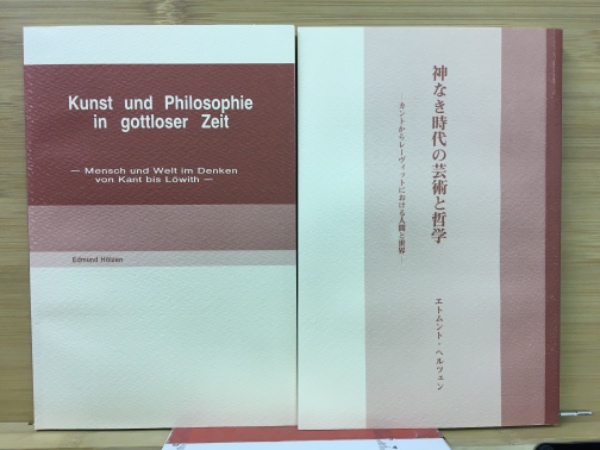 Kunst und Philosophie
in gottloser Zeit
— Mensch und Welt im Denken
von Kant bis Löwith —
Edmund Hölzen
神なき時代の芸術と哲学
—カントからレーヴィットにおける人間と世界—
エトムント・ヘルツェン